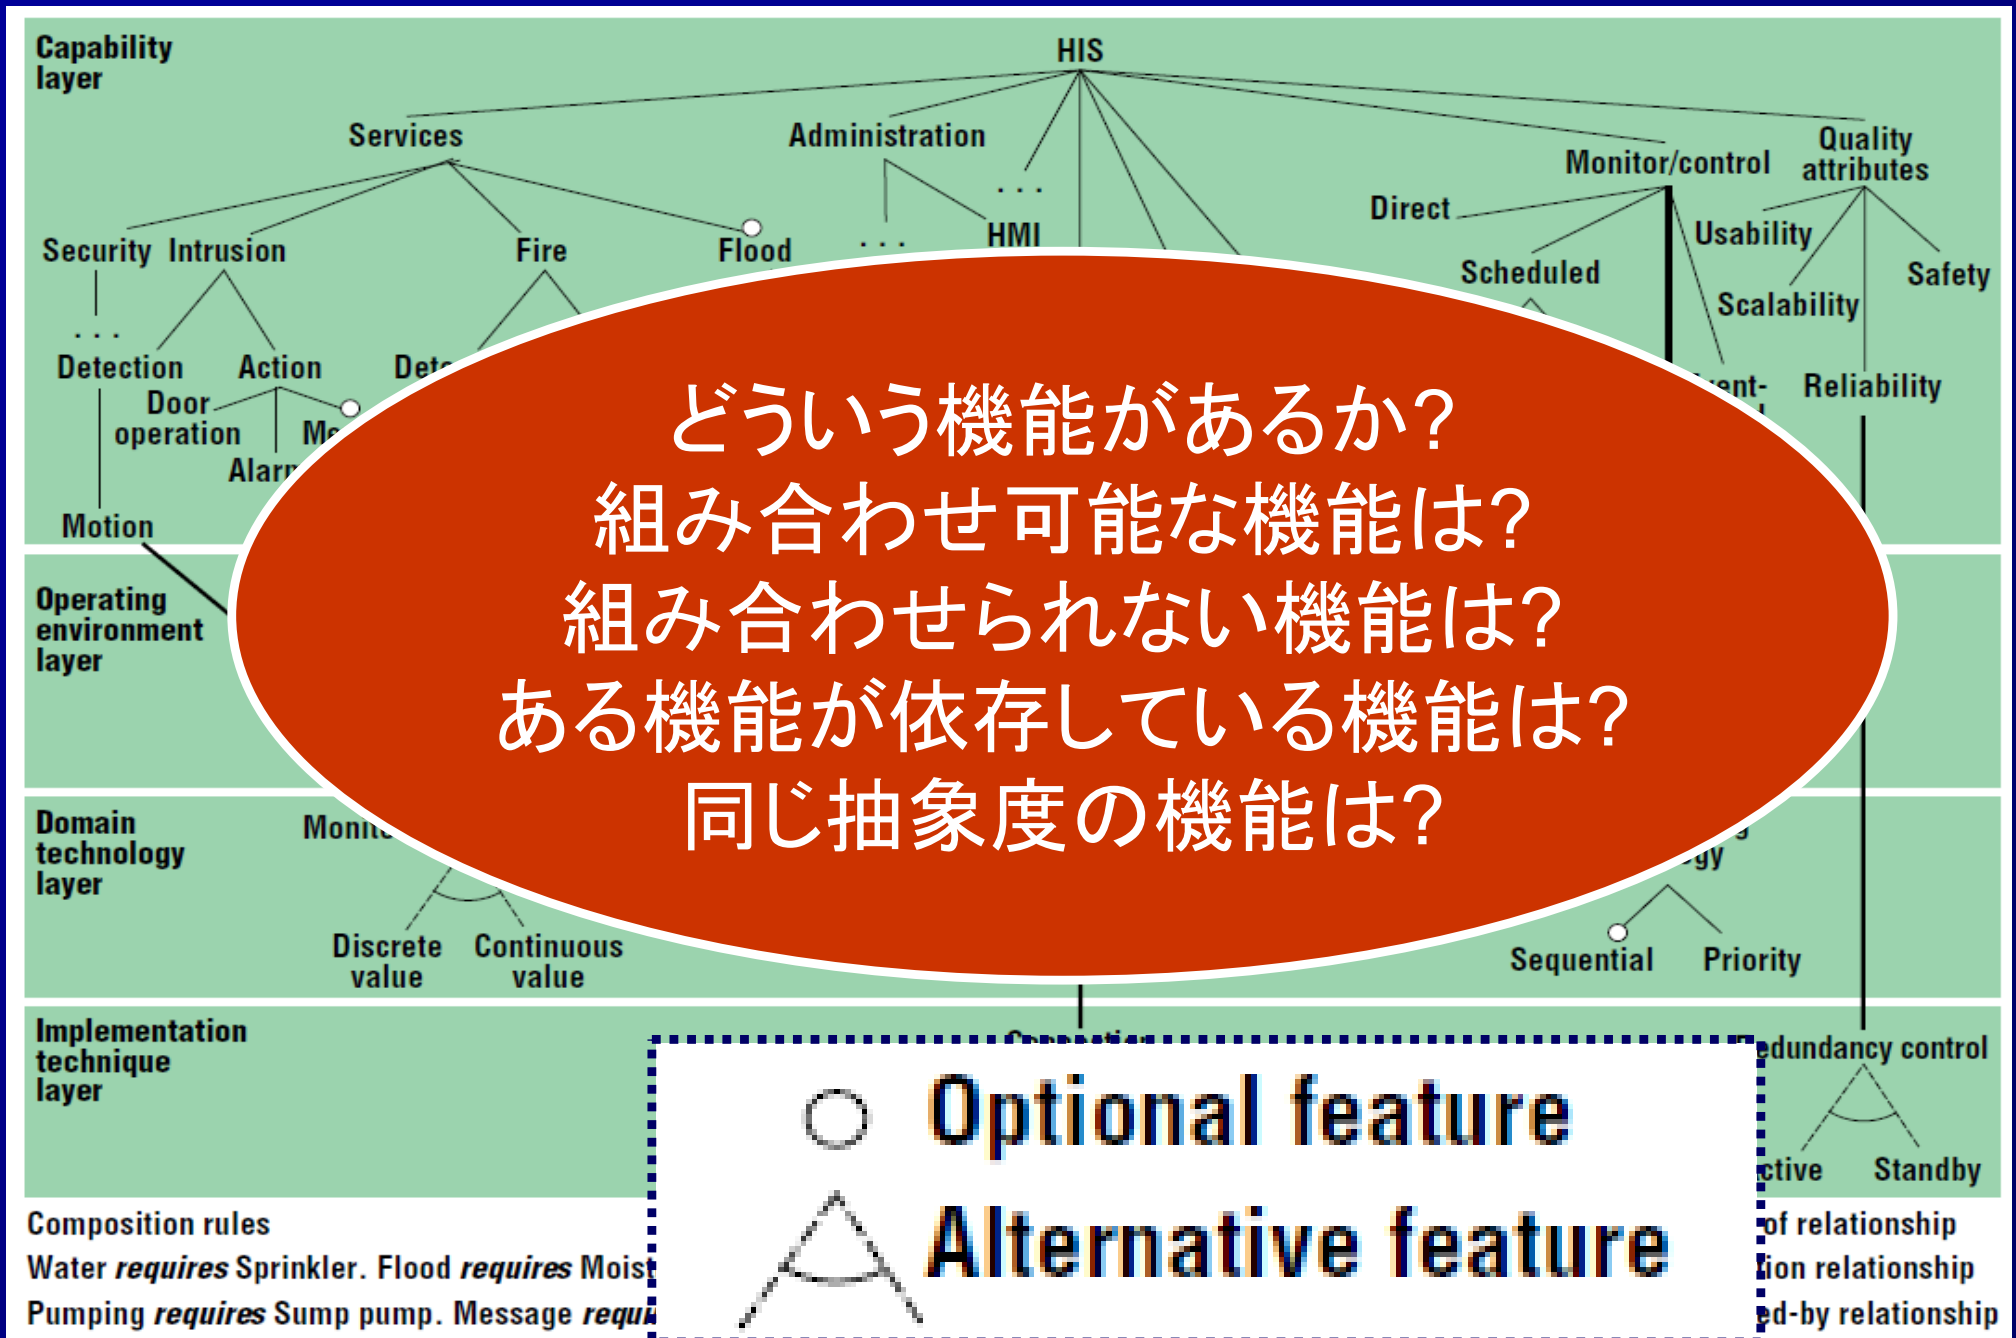 Capability
layer
HIS
Services
Administration
Monitor/control
Quality
attributes
. . .
Direct
Usability
Security
Intrusion
Fire
Flood
. . .
HMI
Scheduled
Scalability
Safety
. . .
Detection
Action
Reliability
Door
operation
Motion
どういう機能があるか?
組み合わせ可能な機能は?
組み合わせられない機能は?
ある機能が依存している機能は?
同じ抽象度の機能は?
Operating
environment
layer
Domain
technology
layer
Discrete
value
Continuous
value
Sequential
Priority
Implementation
technique
layer
control
Standby
Optional feature
Alternative feature
Composition rules
Water requires Sprinkler. Flood requires
Pumping requires Sump pump. Message
of relationship
relationship
relationship